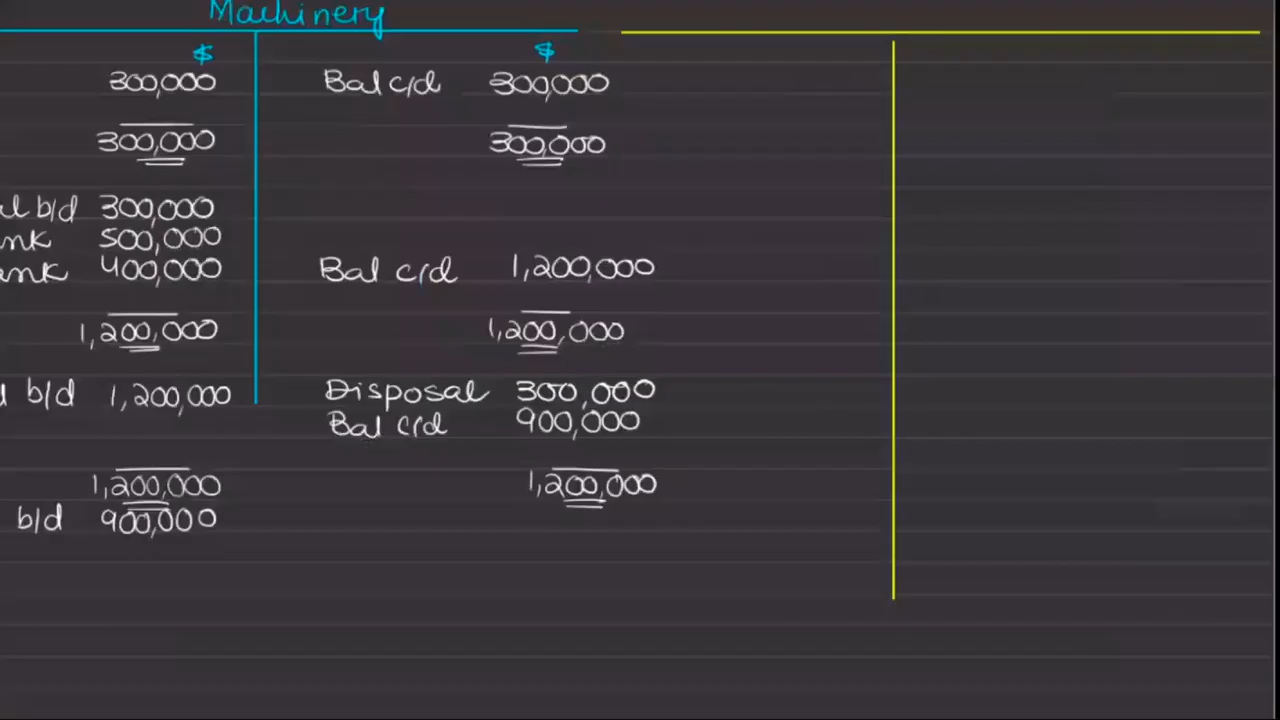 Machinery
$ $
300,000 Bal c/d 300,000
300,000 300,000
b/d 300,000
500,000
400,000 Bal c/d 1,200,000
1,200,000 1,200,000
b/d 1,200,000 Disposal 300,000
Bal c/d 900,000
1,200,000 1,200,000
b/d 900,000